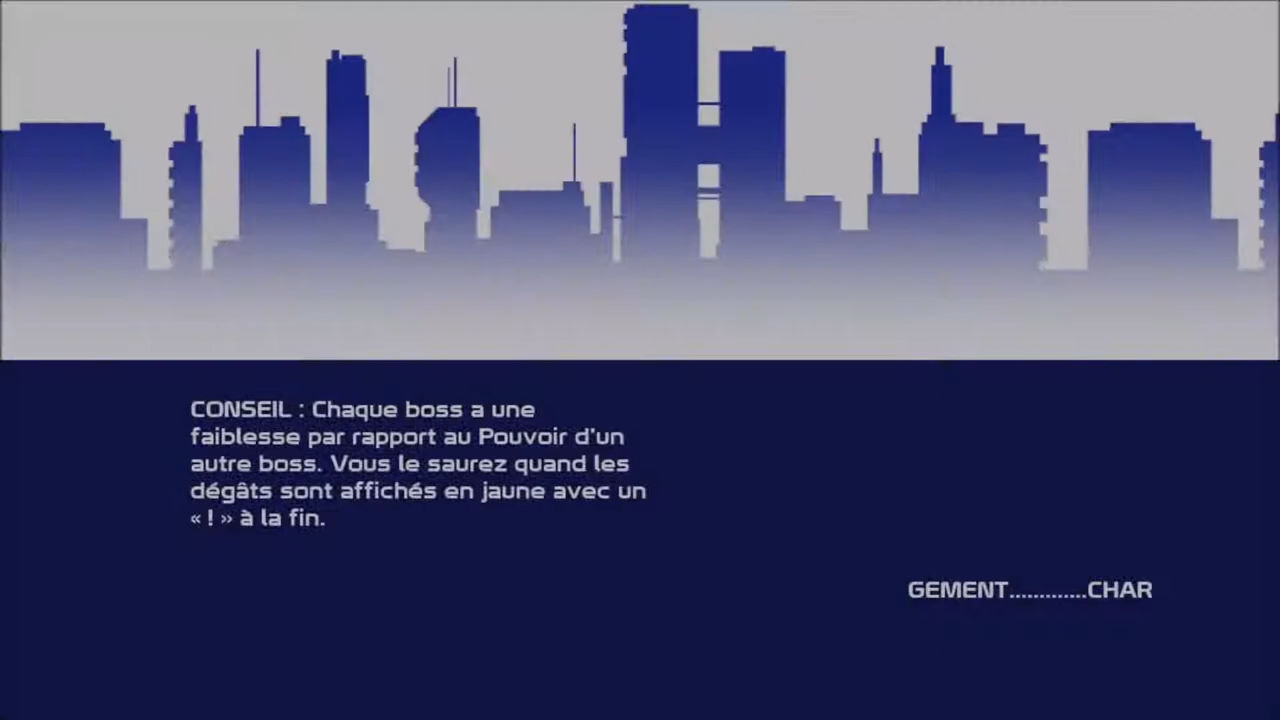 CONSEIL : Chaque boss a une
faiblesse par rapport au Pouvoir d'un
autre boss. Vous le saurez quand les
dégâts sont affichés en jaune avec un
« ! » à la fin.
GEMENT.............CHAR